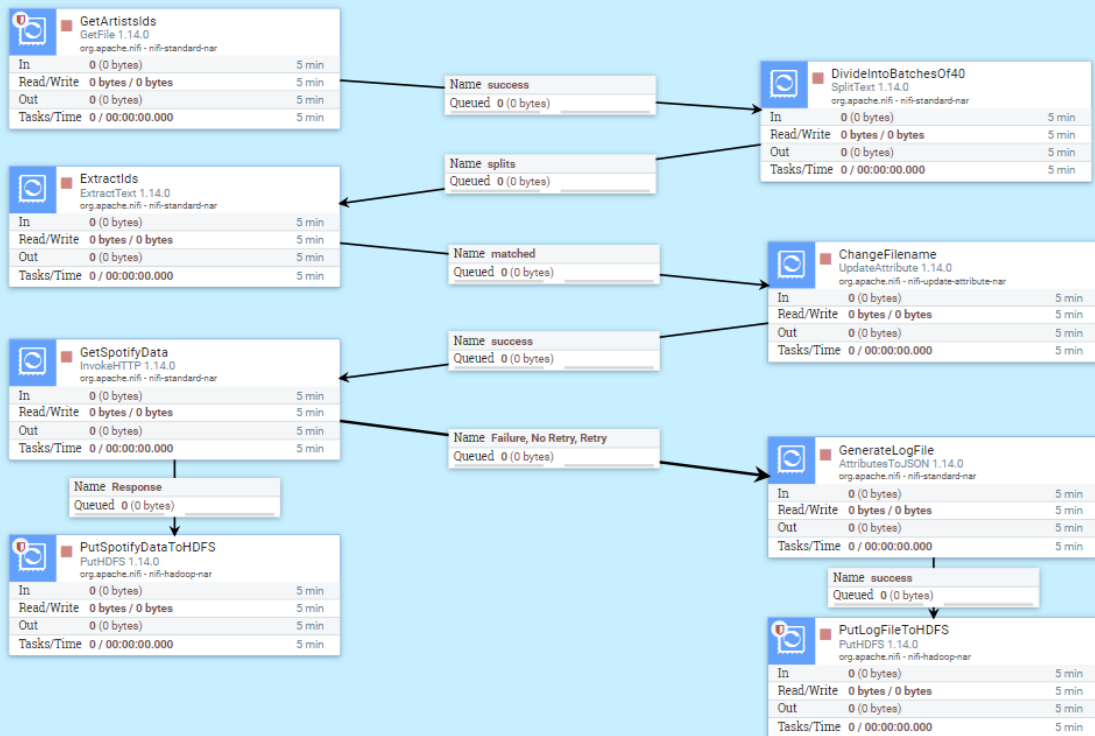 GetArtistsIds
GetFile 1.14.0
org.apache.nifi - nifi-standard-nar
In 0 (0 bytes) 5 min
Read/Write 0 bytes / 0 bytes 5 min
Out 0 (0 bytes) 5 min
Tasks/Time 0 / 00:00:00.000 5 min
Name success
Queued 0 (0 bytes)
DivideIntoBatchesOf40
SplitText 1.14.0
org.apache.nifi - nifi-standard-nar
In 0 (0 bytes) 5 min
Read/Write 0 bytes / 0 bytes 5 min
Out 0 (0 bytes) 5 min
Tasks/Time 0 / 00:00:00.000 5 min
Name splits
Queued 0 (0 bytes)
ExtractIds
ExtractText 1.14.0
org.apache.nifi - nifi-standard-nar
In 0 (0 bytes) 5 min
Read/Write 0 bytes / 0 bytes 5 min
Out 0 (0 bytes) 5 min
Tasks/Time 0 / 00:00:00.000 5 min
Name matched
Queued 0 (0 bytes)
ChangeFilename
UpdateAttribute 1.14.0
org.apache.nifi - nifi-update-attribute-nar
In 0 (0 bytes) 5 min
Read/Write 0 bytes / 0 bytes 5 min
Out 0 (0 bytes) 5 min
Tasks/Time 0 / 00:00:00.000 5 min
Name success
Queued 0 (0 bytes)
GetSpotifyData
InvokeHTTP 1.14.0
org.apache.nifi - nifi-standard-nar
In 0 (0 bytes) 5 min
Read/Write 0 bytes / 0 bytes 5 min
Out 0 (0 bytes) 5 min
Tasks/Time 0 / 00:00:00.000 5 min
Name Failure, No Retry, Retry
Queued 0 (0 bytes)
GenerateLogFile
AttributesToJSON 1.14.0
org.apache.nifi - nifi-standard-nar
In 0 (0 bytes) 5 min
Read/Write 0 bytes / 0 bytes 5 min
Out 0 (0 bytes) 5 min
Tasks/Time 0 / 00:00:00.000 5 min
Name Response
Queued 0 (0 bytes)
PutSpotifyDataToHDFS
PutHDFS 1.14.0
org.apache.nifi - nifi-hadoop-nar
In 0 (0 bytes) 5 min
Read/Write 0 bytes / 0 bytes 5 min
Out 0 (0 bytes) 5 min
Tasks/Time 0 / 00:00:00.000 5 min
Name success
Queued 0 (0 bytes)
PutLogFileToHDFS
PutHDFS 1.14.0
org.apache.nifi - nifi-hadoop-nar
In 0 (0 bytes) 5 min
Read/Write 0 bytes / 0 bytes 5 min
Out 0 (0 bytes) 5 min
Tasks/Time 0 / 00:00:00.000 5 min